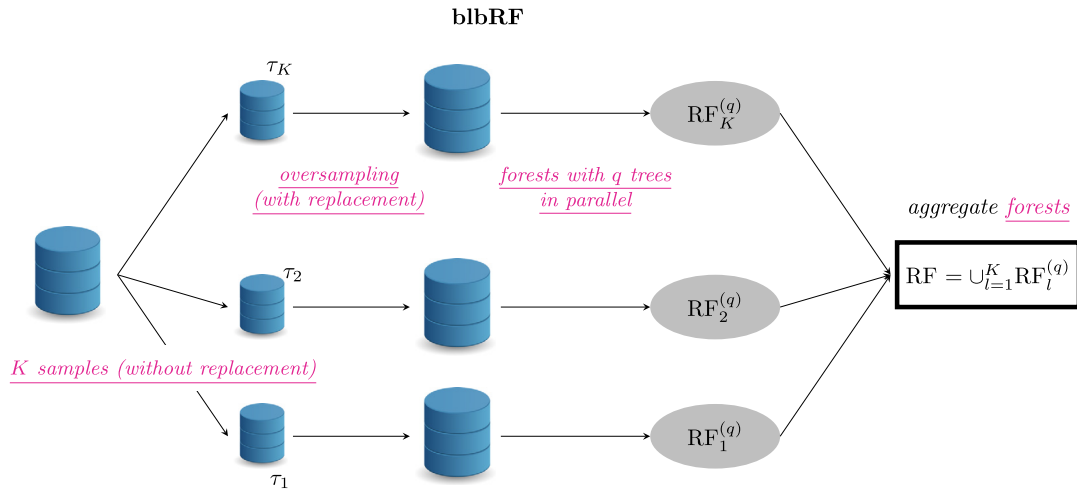 blbRF
τ_K
RF_K^{(q)}
oversampling
(with replacement)
forests with q trees
in parallel
aggregate forests
τ_2
RF_2^{(q)}
RF = ∪_{l=1}^K RF_l^{(q)}
K samples (without replacement)
RF_1^{(q)}
τ_1